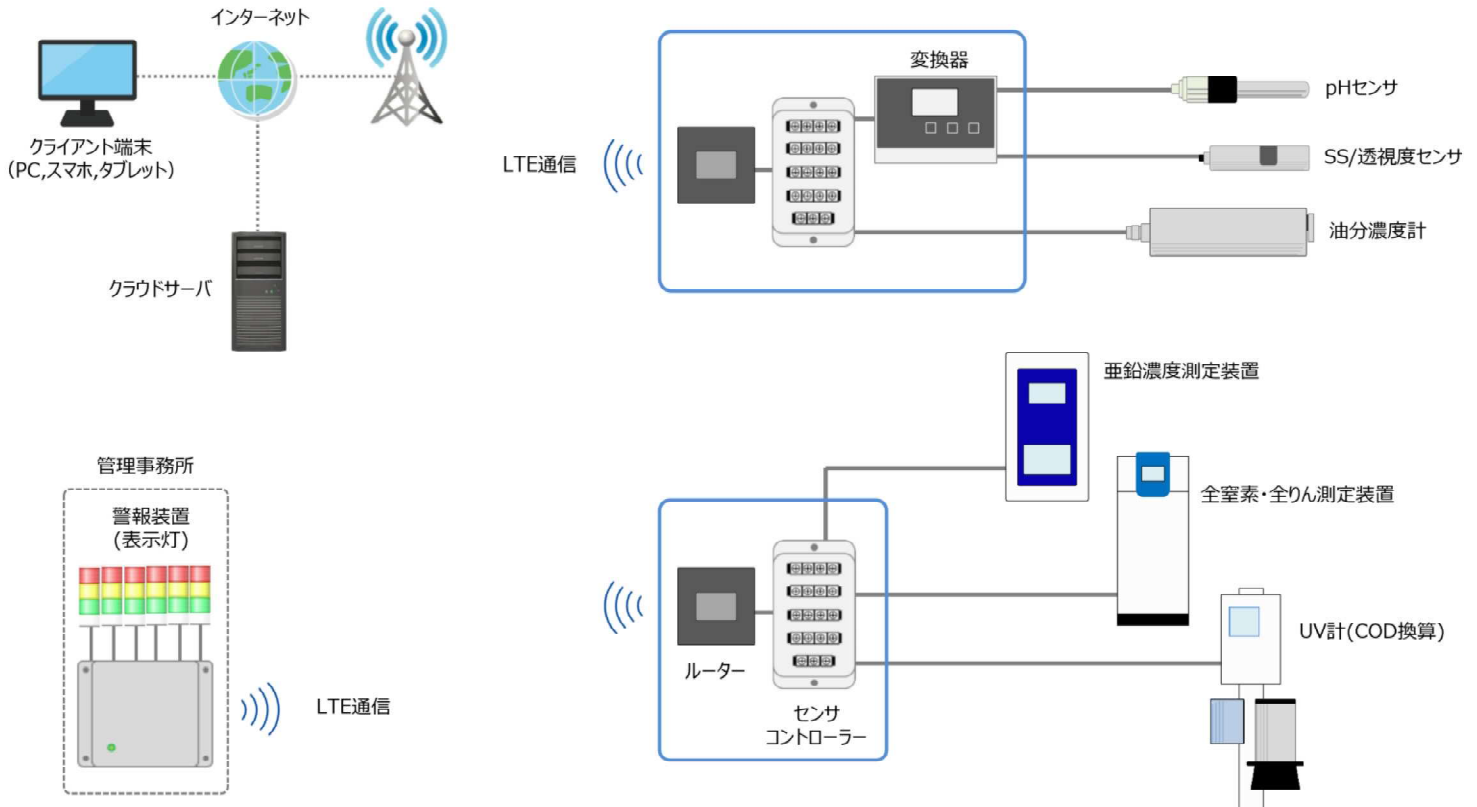 インターネット
クライアント端末
(PC,スマホ,タブレット)
クラウドサーバ
LTE通信
変換器
pHセンサ
SS/透視度センサ
油分濃度計
管理事務所
警報装置
(表示灯)
LTE通信
亜鉛濃度測定装置
全窒素・全りん測定装置
UV計(COD換算)
ルーター
センサ
コントローラー